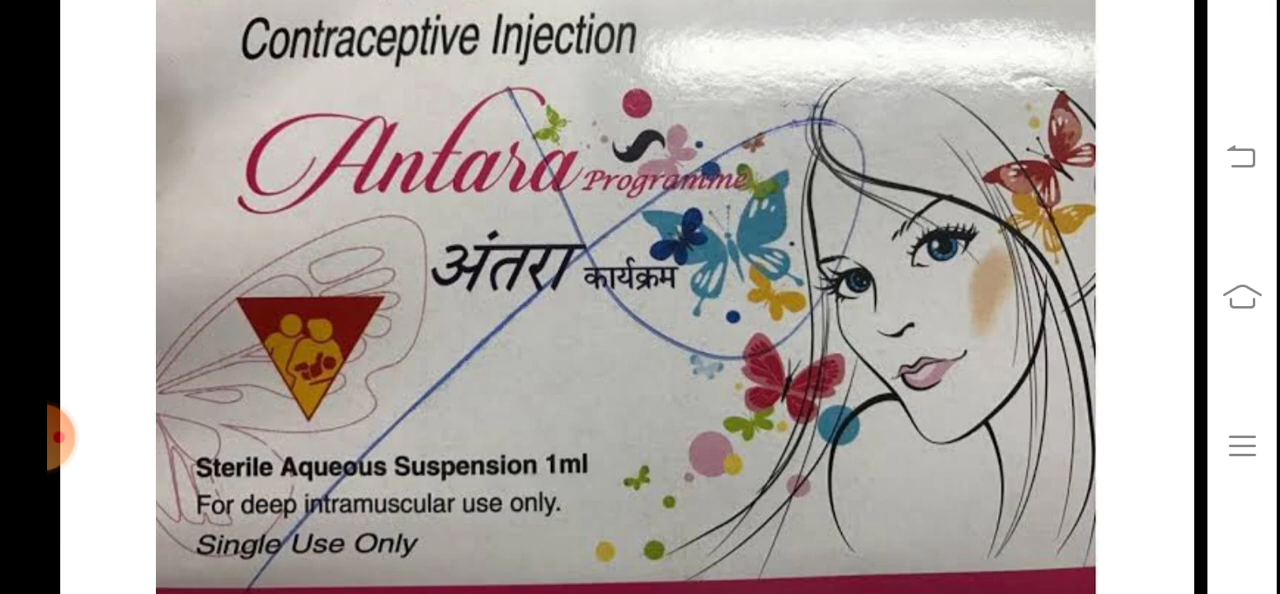 Contraceptive Injection
Antara Programme
अंतरा कार्यक्रम
Sterile Aqueous Suspension 1ml
For deep intramuscular use only.
Single Use Only